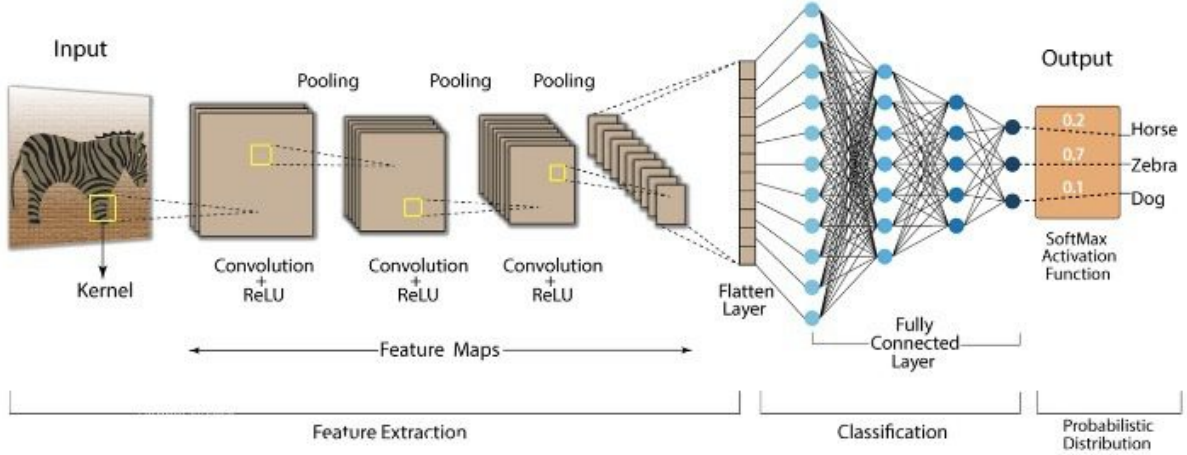 Input
Output
Pooling
Pooling
Pooling
0.2
Horse
0.7
Zebra
0.1
Dog
SoftMax
Activation
Function
Convolution
+
ReLU
Convolution
+
ReLU
Convolution
+
ReLU
Kernel
Flatten
Layer
Fully
Connected
Layer
Feature Maps
Feature Extraction
Classification
Probabilistic
Distribution